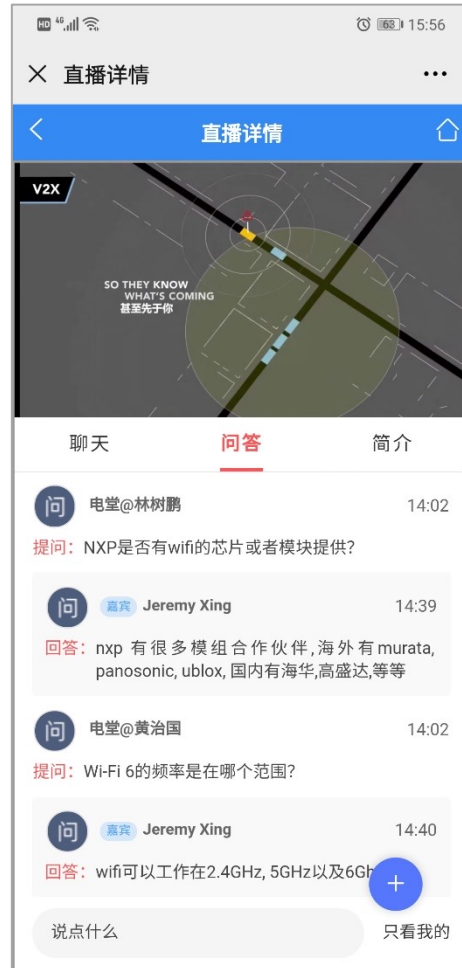 HD 4G 63 15:56
直播详情
直播详情
V2X
SO THEY KNOW
WHAT'S COMING
甚至先于你
聊天 问答 简介
问 电堂@林树鹏 14:02
提问：NXP是否有wifi的芯片或者模块提供?
问 嘉宾 Jeremy Xing 14:39
回答：nxp 有很多模组合作伙伴,海外有murata,
panosonic, ublox, 国内有海华,高盛达,等等
问 电堂@黄治国 14:02
提问：Wi-Fi 6的频率是在哪个范围?
问 嘉宾 Jeremy Xing 14:40
回答：wifi可以工作在2.4GHz, 5GHz以及6Gh
说点什么 只看我的